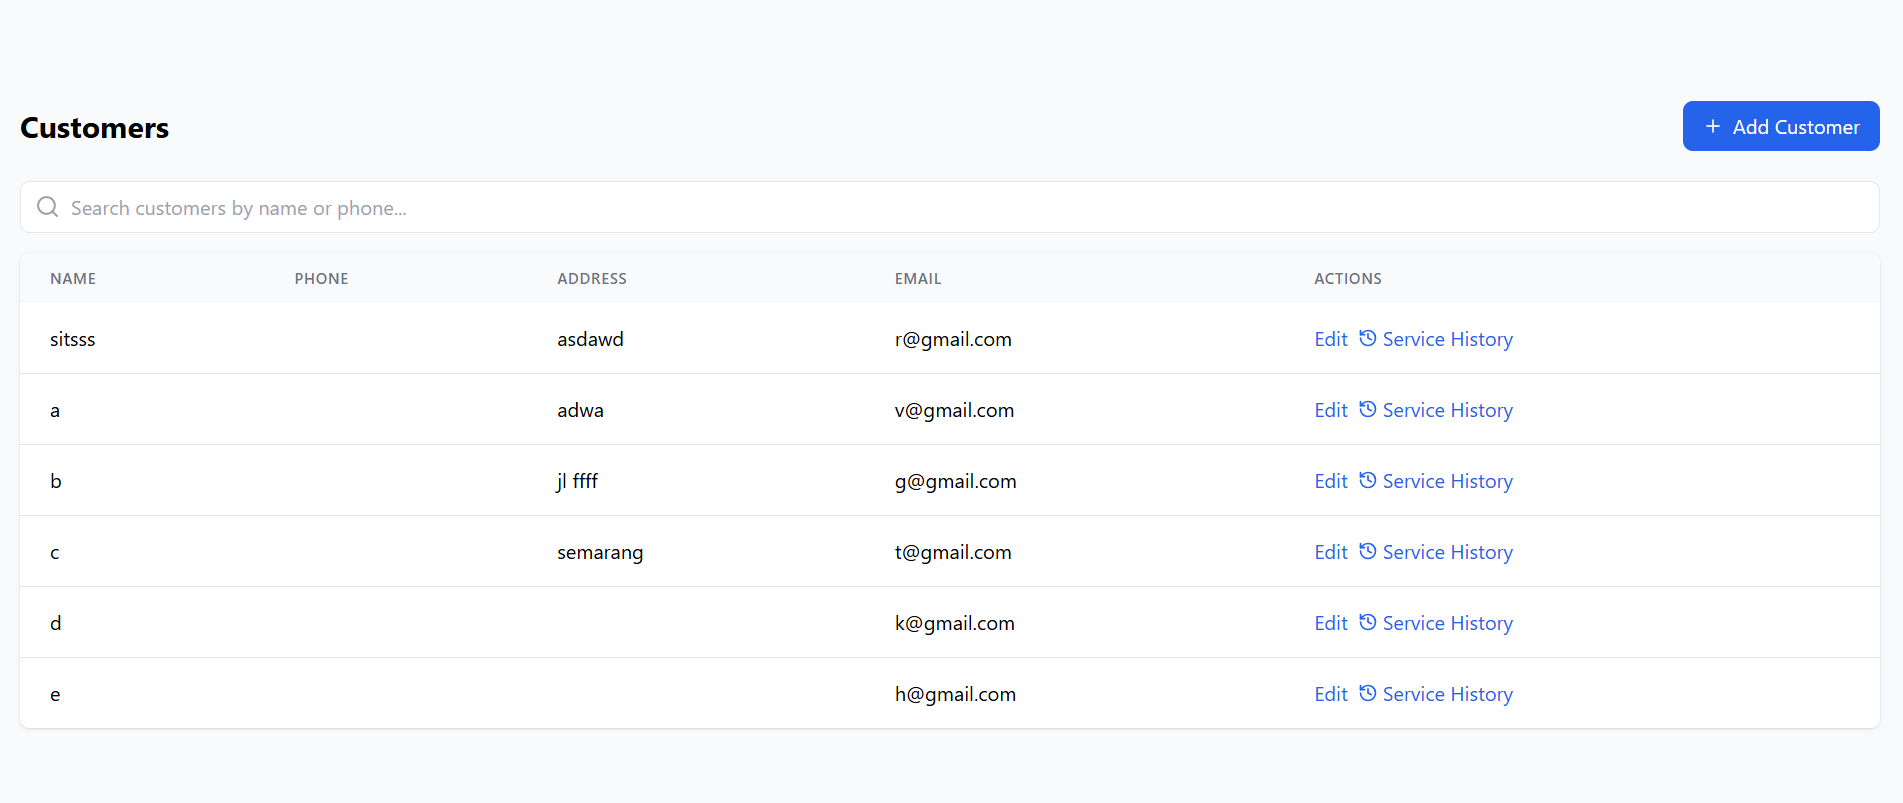 Customers
+ Add Customer
Search customers by name or phone...
NAME PHONE ADDRESS EMAIL ACTIONS
sitsss asdawd r@gmail.com Edit Service History
a adwa v@gmail.com Edit Service History
b jl ffff g@gmail.com Edit Service History
c semarang t@gmail.com Edit Service History
d k@gmail.com Edit Service History
e h@gmail.com Edit Service History